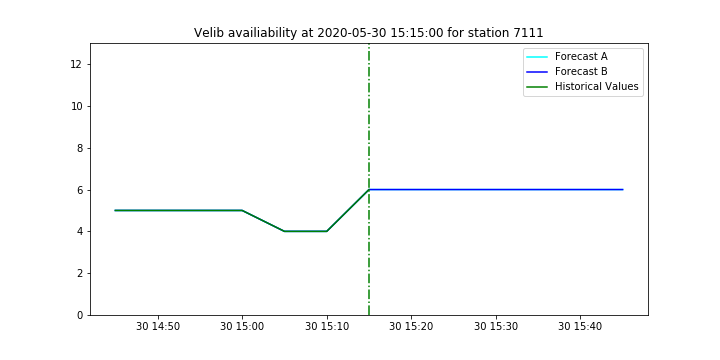 Velib availiability at 2020-05-30 15:15:00 for station 7111
Forecast A
Forecast B
Historical Values
12
10
8
6
4
2
0
30 14:50 30 15:00 30 15:10 30 15:20 30 15:30 30 15:40